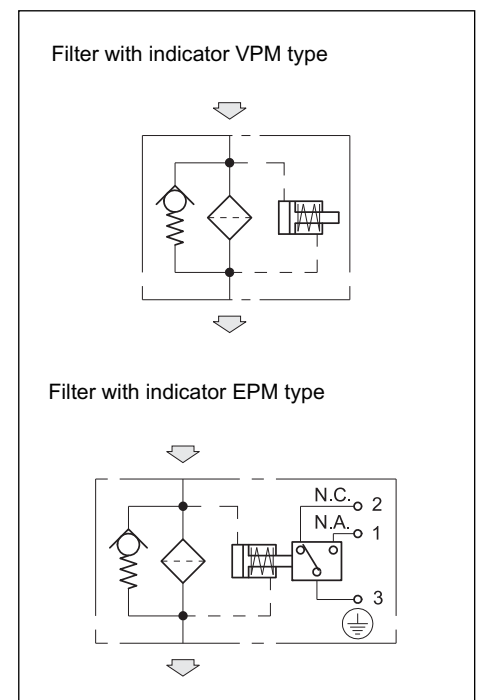 Filter with indicator VPM type
Filter with indicator EPM type
N.C. 2
N.A. 1
3